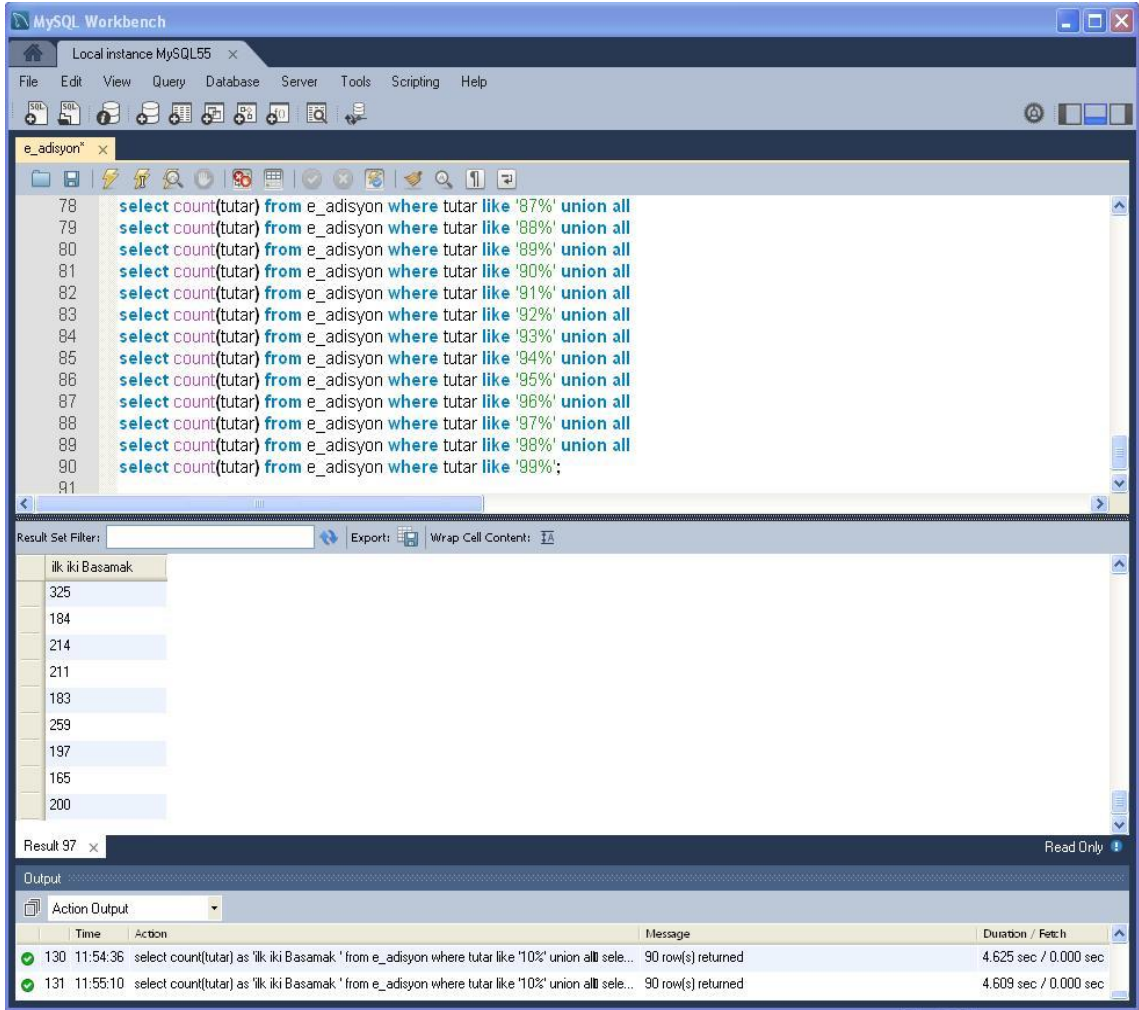 MySQL Workbench
Local instance MySQL55
File Edit View Query Database Server Tools Scripting Help
e_adisyon*
78 select count(tutar) from e_adisyon where tutar like '87%' union all
79 select count(tutar) from e_adisyon where tutar like '88%' union all
80 select count(tutar) from e_adisyon where tutar like '89%' union all
81 select count(tutar) from e_adisyon where tutar like '90%' union all
82 select count(tutar) from e_adisyon where tutar like '91%' union all
83 select count(tutar) from e_adisyon where tutar like '92%' union all
84 select count(tutar) from e_adisyon where tutar like '93%' union all
85 select count(tutar) from e_adisyon where tutar like '94%' union all
86 select count(tutar) from e_adisyon where tutar like '95%' union all
87 select count(tutar) from e_adisyon where tutar like '96%' union all
88 select count(tutar) from e_adisyon where tutar like '97%' union all
89 select count(tutar) from e_adisyon where tutar like '98%' union all
90 select count(tutar) from e_adisyon where tutar like '99%';
91
Result Set Filter: Export: Wrap Cell Content:
ilk iki Basamak
325
184
214
211
183
259
197
165
200
Result 97 Read Only
Output
Action Output
Time Action Message Duration / Fetch
130 11:54:36 select count(tutar) as 'ilk iki Basamak ' from e_adisyon where tutar like '10%' union all sele... 90 row(s) returned 4.625 sec / 0.000 sec
131 11:55:10 select count(tutar) as 'ilk iki Basamak ' from e_adisyon where tutar like '10%' union all sele... 90 row(s) returned 4.609 sec / 0.000 sec